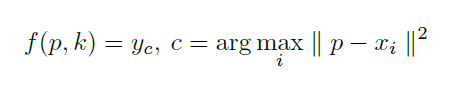 f(p, k) = y_c, c = arg max_i ‖ p − x_i ‖²